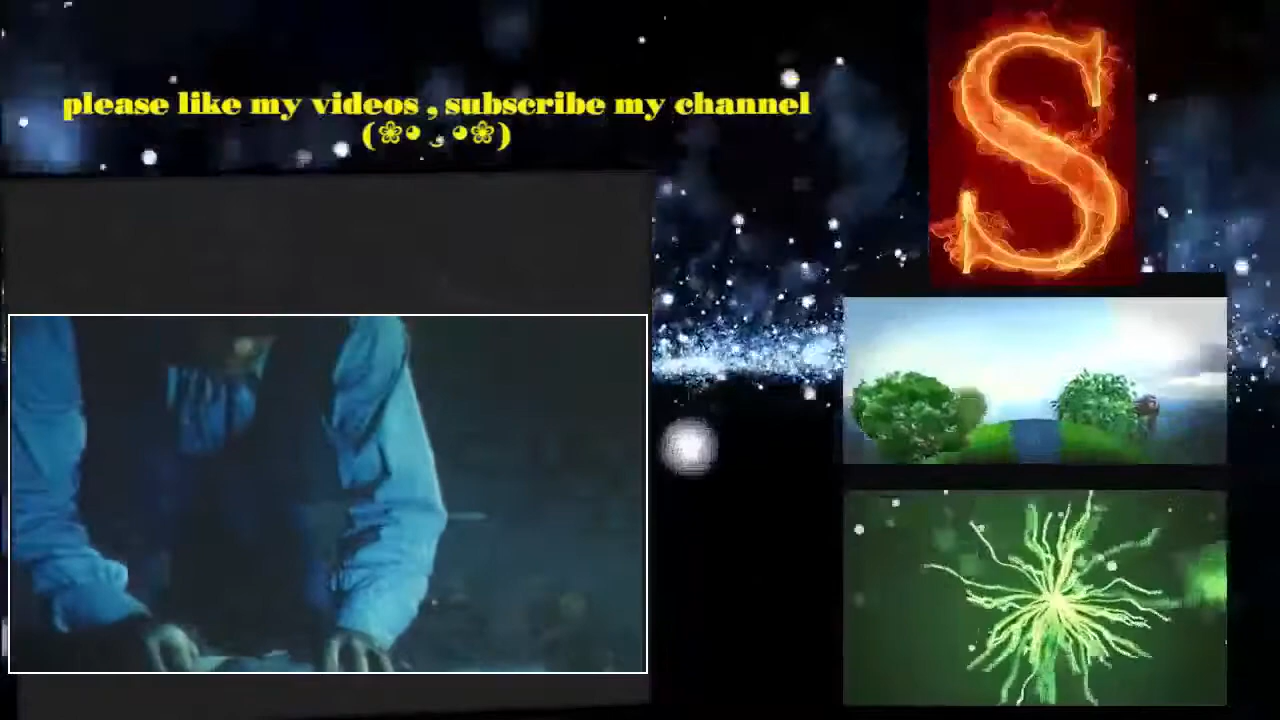 please like my videos , subscribe my channel
(❀◕ ‿ ◕❀)
S